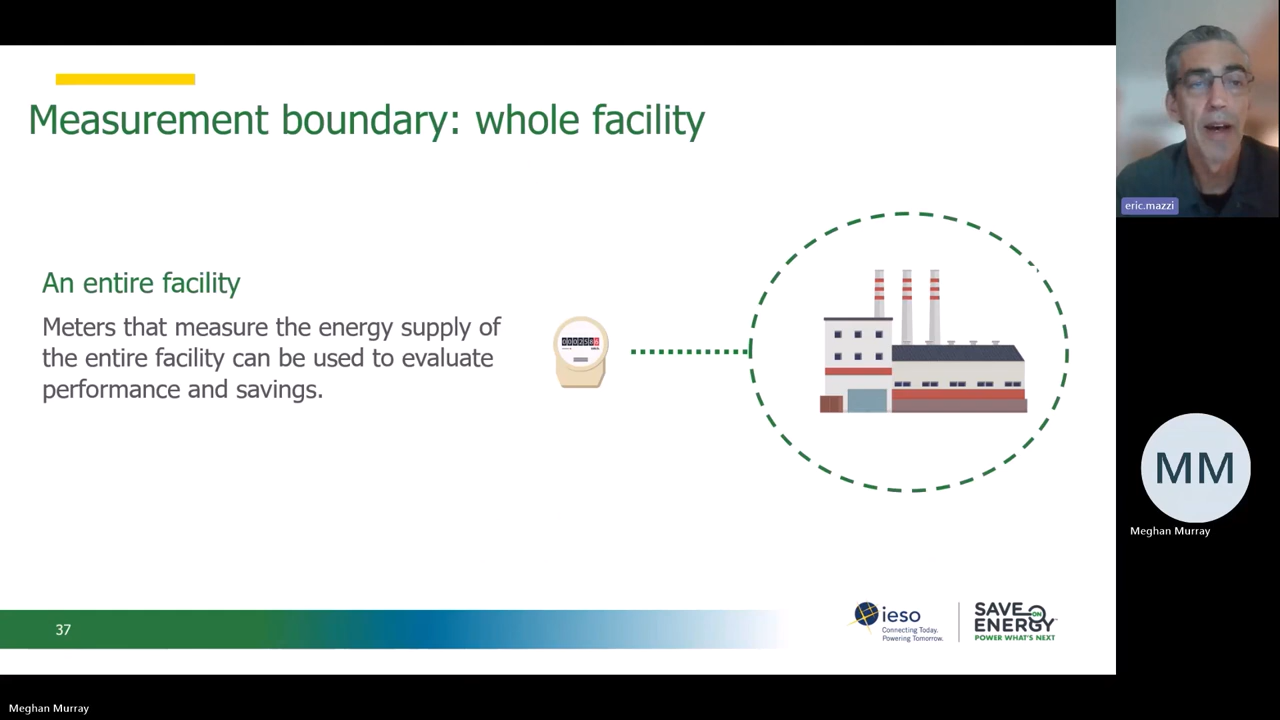 Measurement boundary: whole facility
An entire facility
Meters that measure the energy supply of
the entire facility can be used to evaluate
performance and savings.
37
ieso
Connecting Today.
Powering Tomorrow.
SAVE ON
ENERGY
POWER WHAT'S NEXT
eric.mazzi
MM
Meghan Murray
Meghan Murray